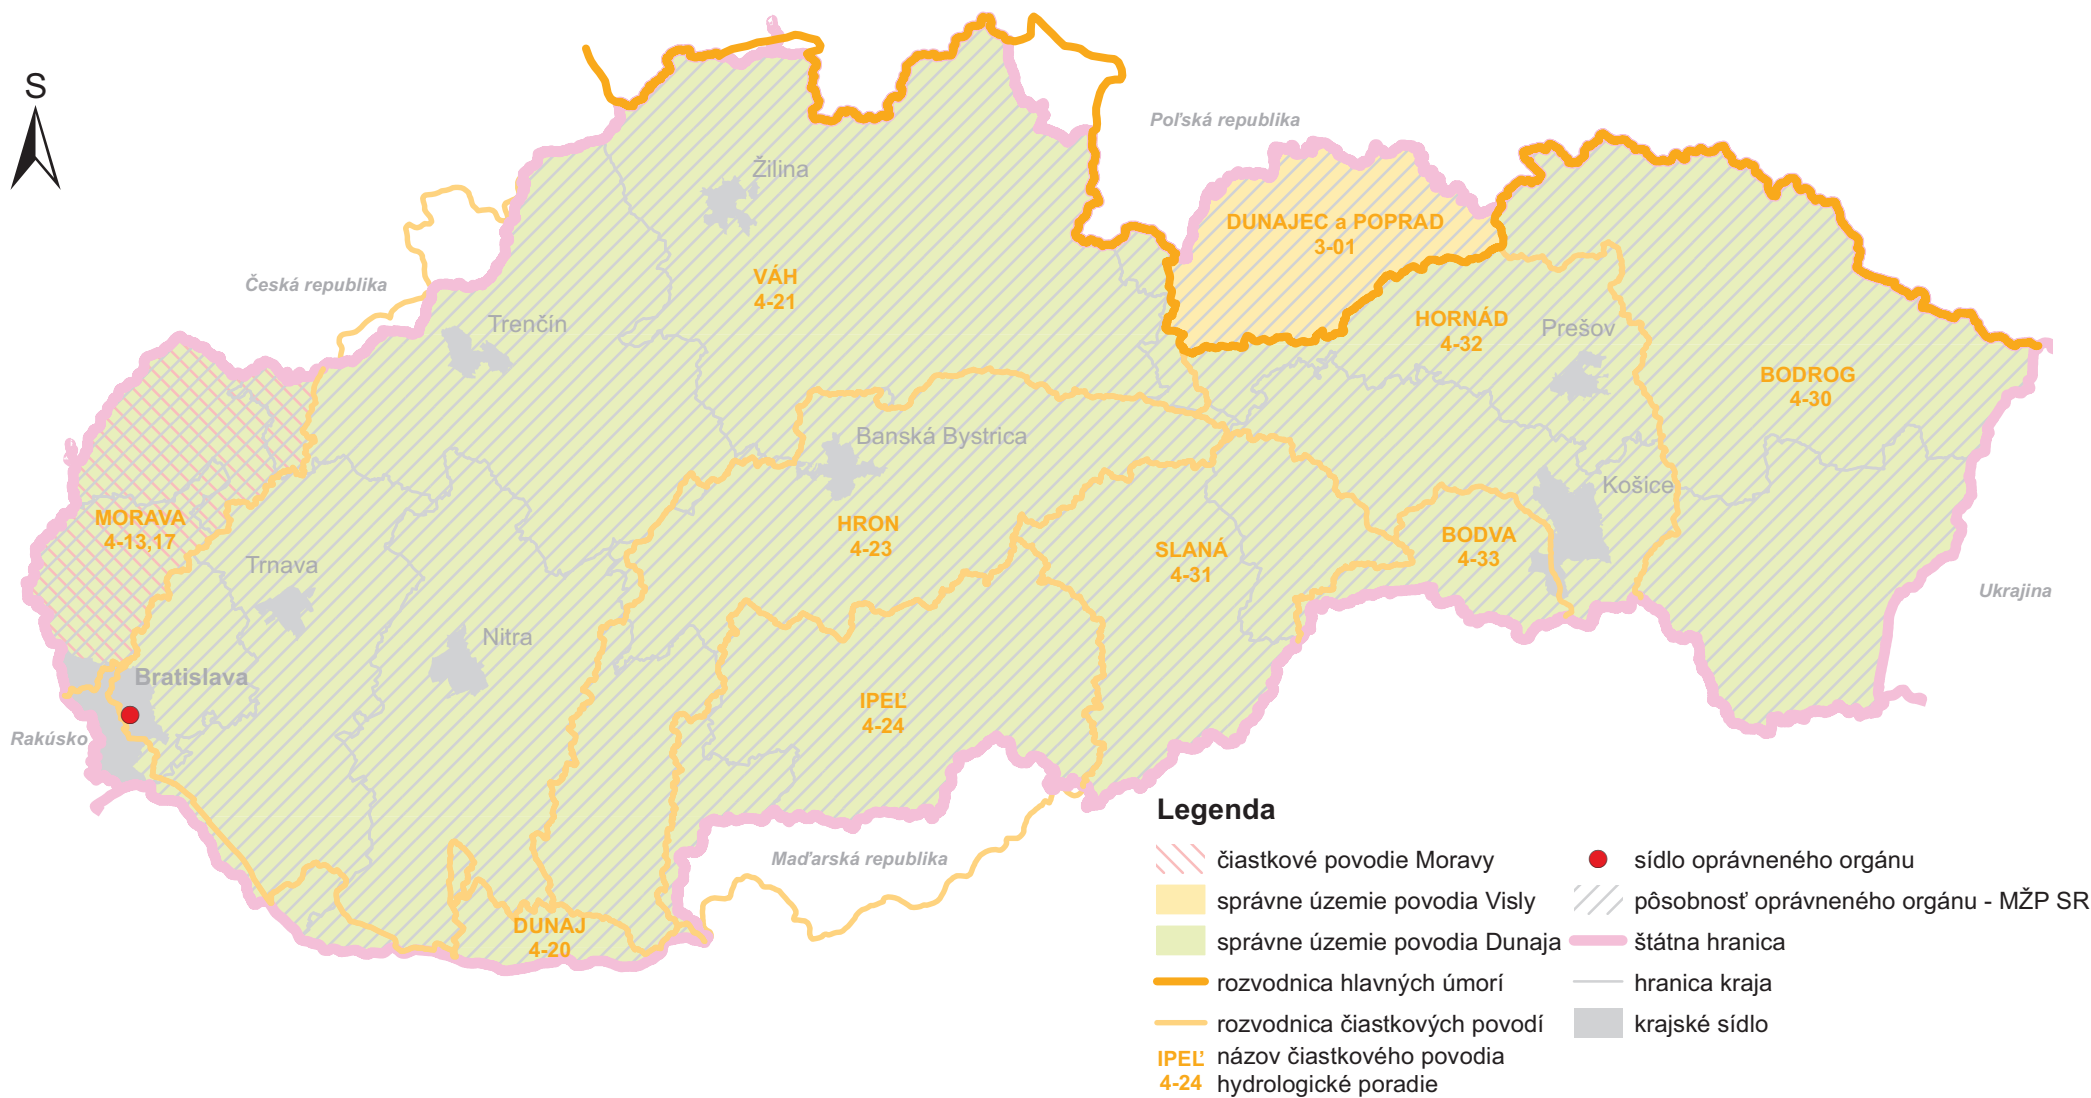 S
Poľská republika
Žilina
DUNAJEC a POPRAD
3-01
Česká republika
VÁH
4-21
Trenčín
HORNÁD
4-32
Prešov
BODROG
4-30
Banská Bystrica
Košice
MORAVA
4-13,17
HRON
4-23
SLANÁ
4-31
BODVA
4-33
Trnava
Ukrajina
Nitra
Bratislava
IPEĽ
4-24
Rakúsko
Maďarská republika
DUNAJ
4-20
Legenda
čiastkové povodie Moravy
správne územie povodia Visly
správne územie povodia Dunaja
rozvodnica hlavných úmorí
rozvodnica čiastkových povodí
IPEĽ názov čiastkového povodia
4-24 hydrologické poradie
sídlo oprávneného orgánu
pôsobnosť oprávneného orgánu - MŽP SR
štátna hranica
hranica kraja
krajské sídlo